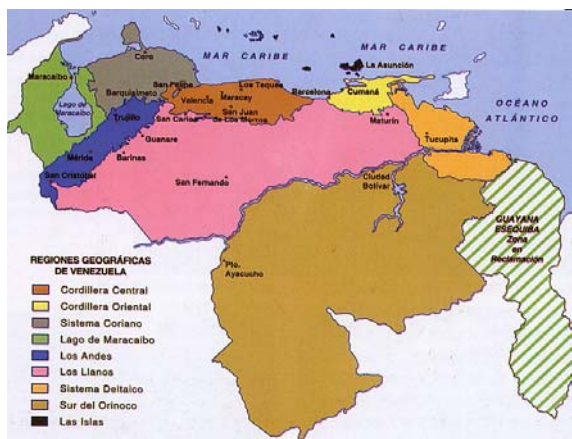 MAR CARIBE
MAR CARIBE
OCÉANO
ATLÁNTICO
Coro
La Asunción
Maracaibo
Lago de
Maracaibo
Barquisimeto
San Felipe
Los Teques
Valencia
Maracay
Barcelona
Cumaná
Trujillo
San Carlos
San Juan
de Los Morros
Maturín
Tucupita
Guanare
Mérida
Barinas
San Cristóbal
San Fernando
Ciudad
Bolívar
Pto.
Ayacucho
GUAYANA
ESEQUIBA
Zona
en
Reclamación
REGIONES GEOGRÁFICAS
DE VENEZUELA
Cordillera Central
Cordillera Oriental
Sistema Coriano
Lago de Maracaibo
Los Andes
Los Llanos
Sistema Deltaico
Sur del Orinoco
Las Islas